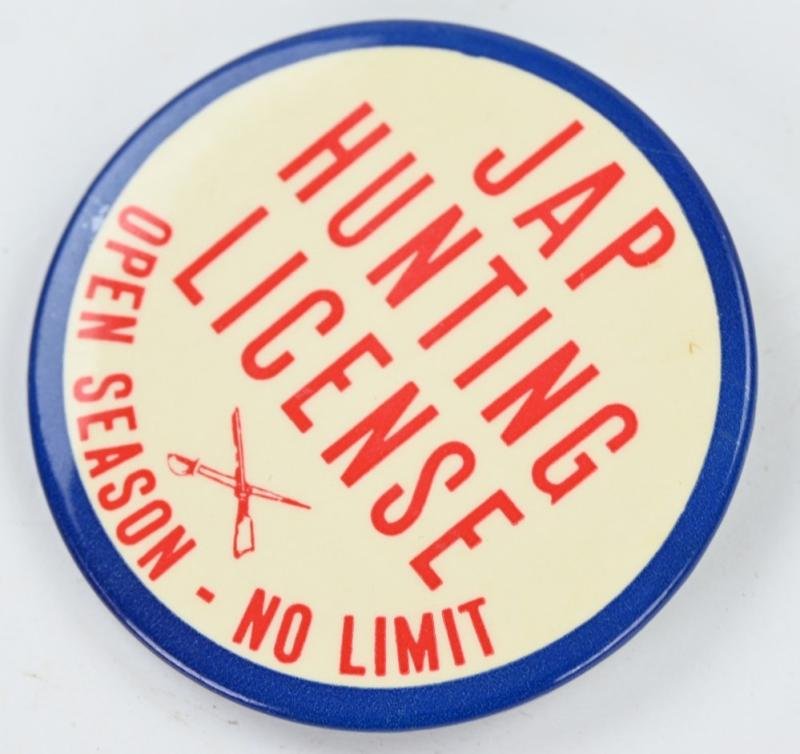 JAP
HUNTING
LICENSE
OPEN SEASON - NO LIMIT